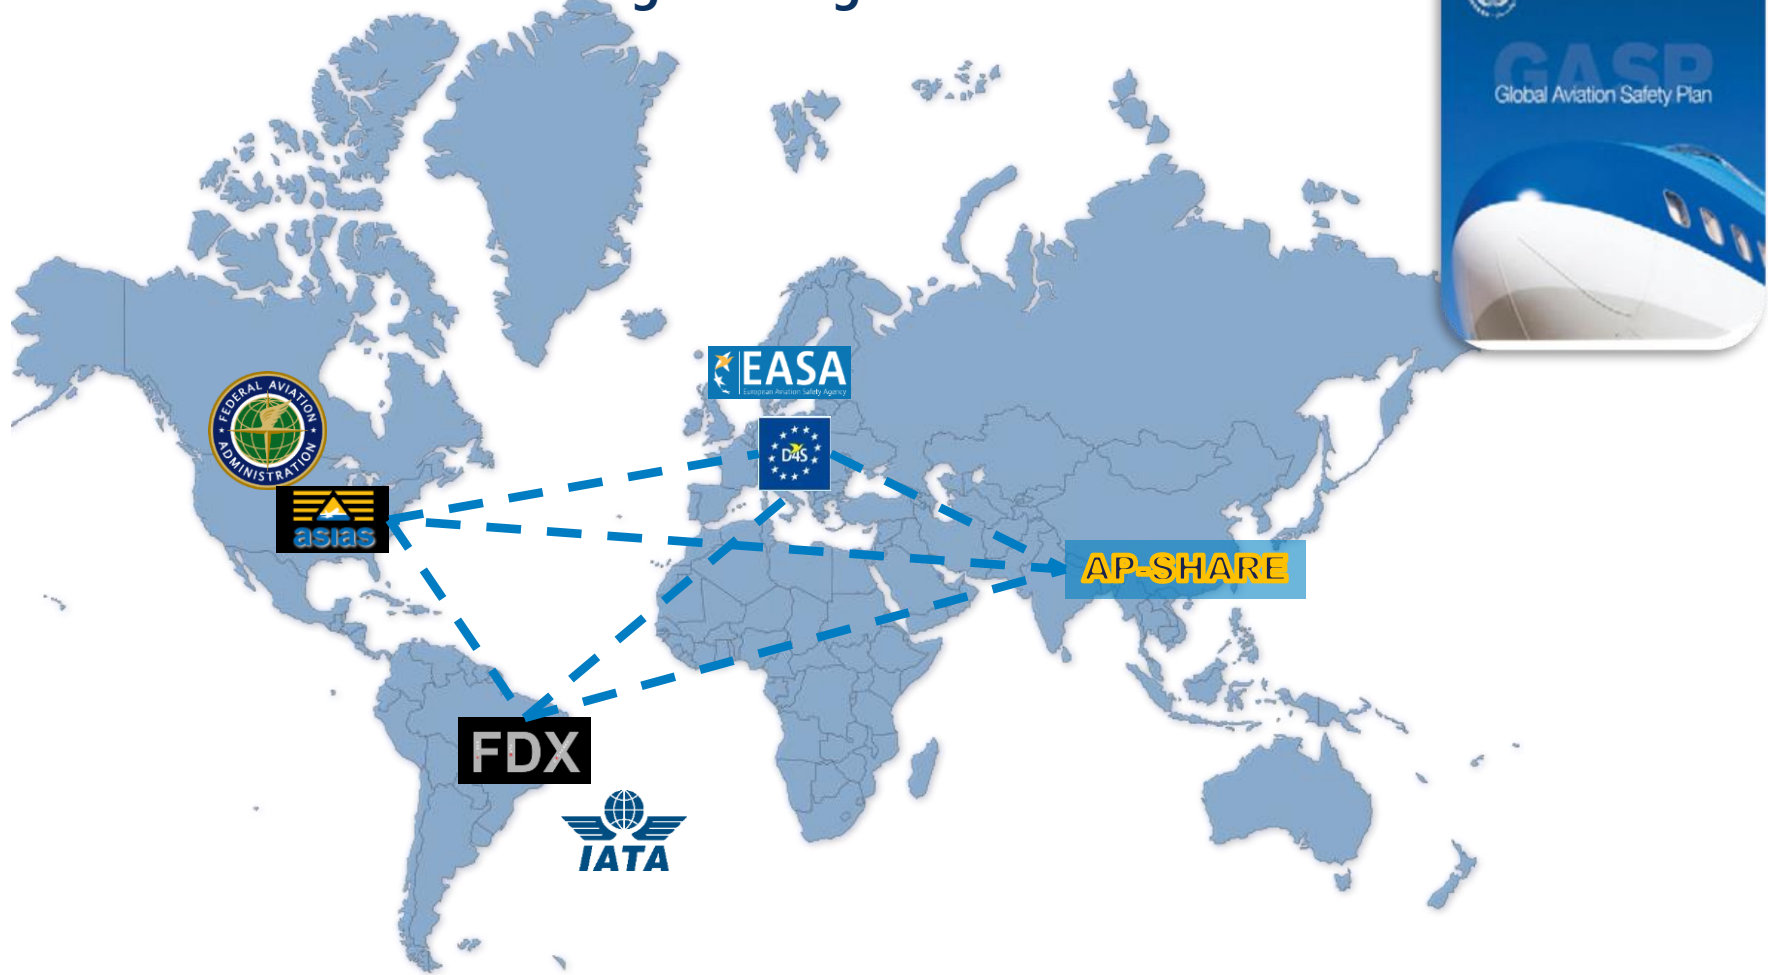 GASP
Global Aviation Safety Plan
EASA
European Aviation Safety Agency
FEDERAL AVIATION
ADMINISTRATION
D4S
asias
AP-SHARE
FDX
IATA